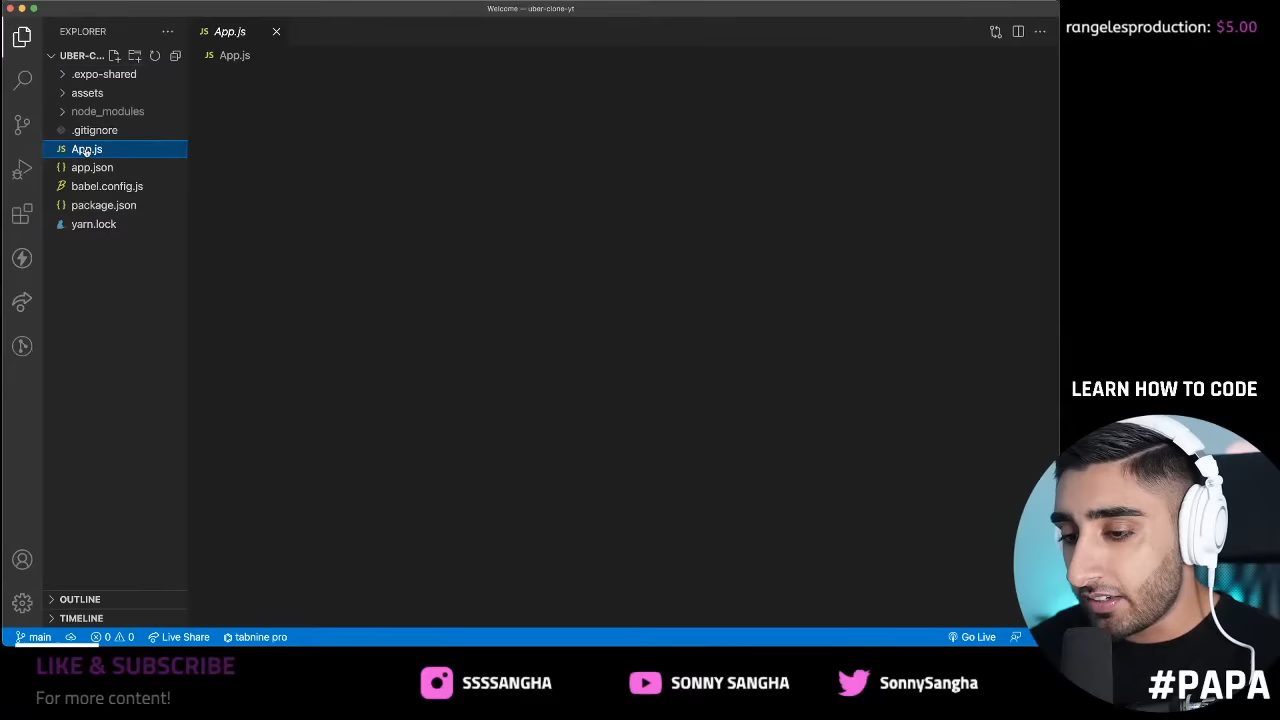 Welcome — uber-clone-yt
EXPLORER
App.js
rangelesproduction: $5.00
UBER-C...
App.js
.expo-shared
assets
node_modules
.gitignore
JS App.js
{} app.json
babel.config.js
{} package.json
yarn.lock
LEARN HOW TO CODE
OUTLINE
TIMELINE
main
0
0
Live Share
tabnine pro
Go Live
LIKE & SUBSCRIBE
For more content!
SSSSANGHA
SONNY SANGHA
SonnySangha
#PAPA